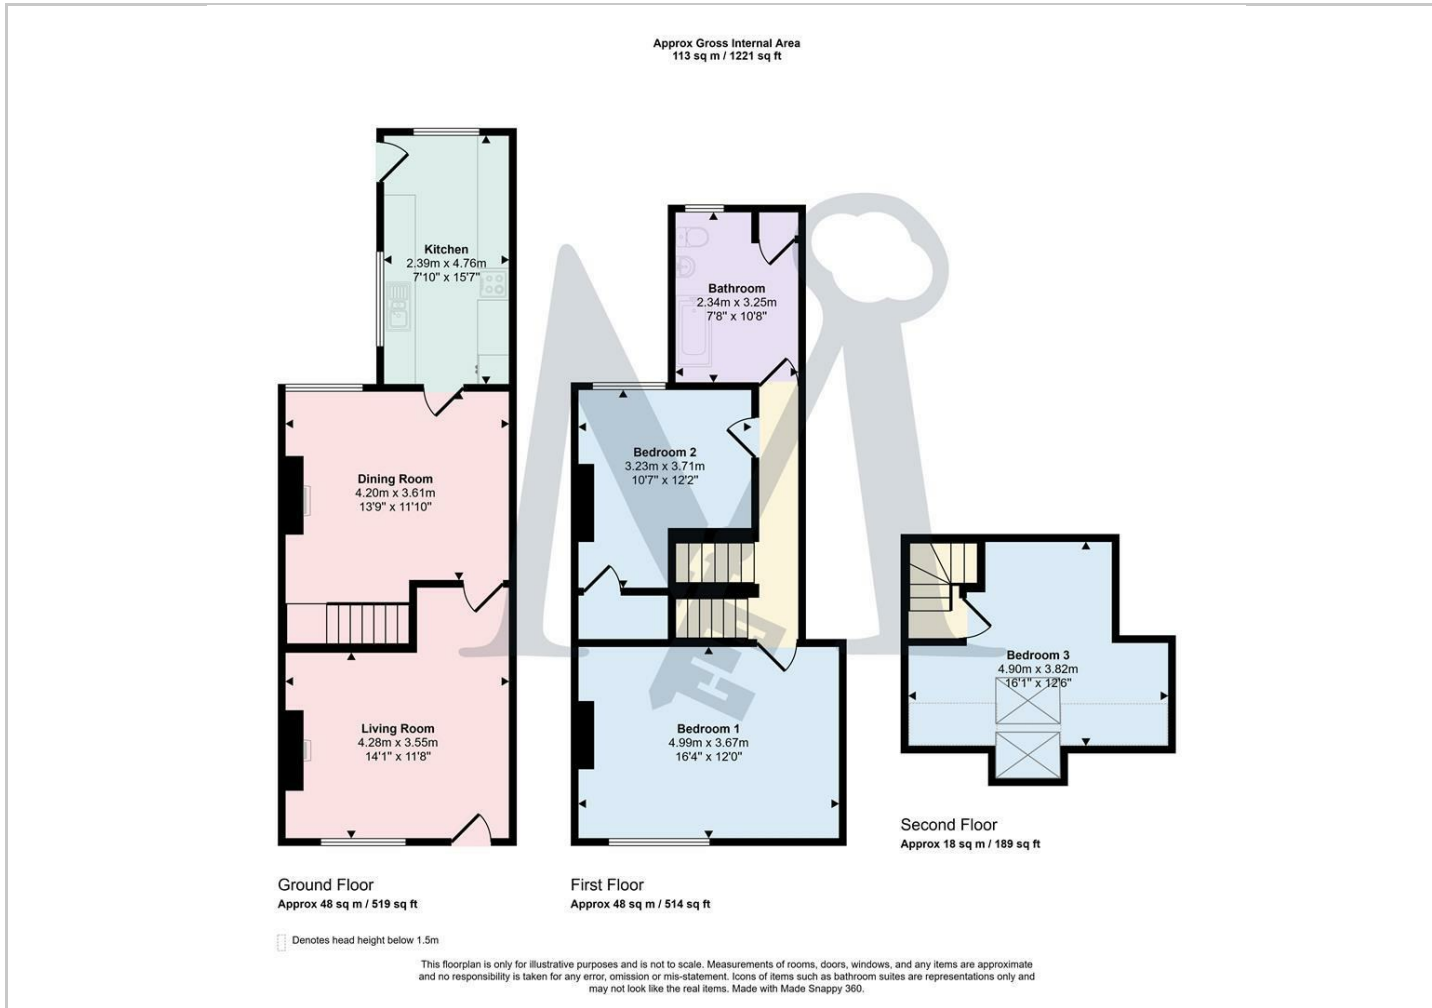 Approx Gross Internal Area
113 sq m / 1221 sq ft
Kitchen
2.39m x 4.76m
7'10" x 15'7"
Dining Room
4.20m x 3.61m
13'9" x 11'10"
Living Room
4.28m x 3.55m
14'1" x 11'8"
Ground Floor
Approx 48 sq m / 519 sq ft
Bathroom
2.34m x 3.25m
7'8" x 10'8"
Bedroom 2
3.23m x 3.71m
10'7" x 12'2"
Bedroom 1
4.99m x 3.67m
16'4" x 12'0"
First Floor
Approx 48 sq m / 514 sq ft
Bedroom 3
4.90m x 3.82m
16'1" x 12'6"
Second Floor
Approx 18 sq m / 189 sq ft
Denotes head height below 1.5m
This floorplan is only for illustrative purposes and is not to scale. Measurements of rooms, doors, windows, and any items are approximate
and no responsibility is taken for any error, omission or mis-statement. Icons of items such as bathroom suites are representations only and
may not look like the real items. Made with Made Snappy 360.